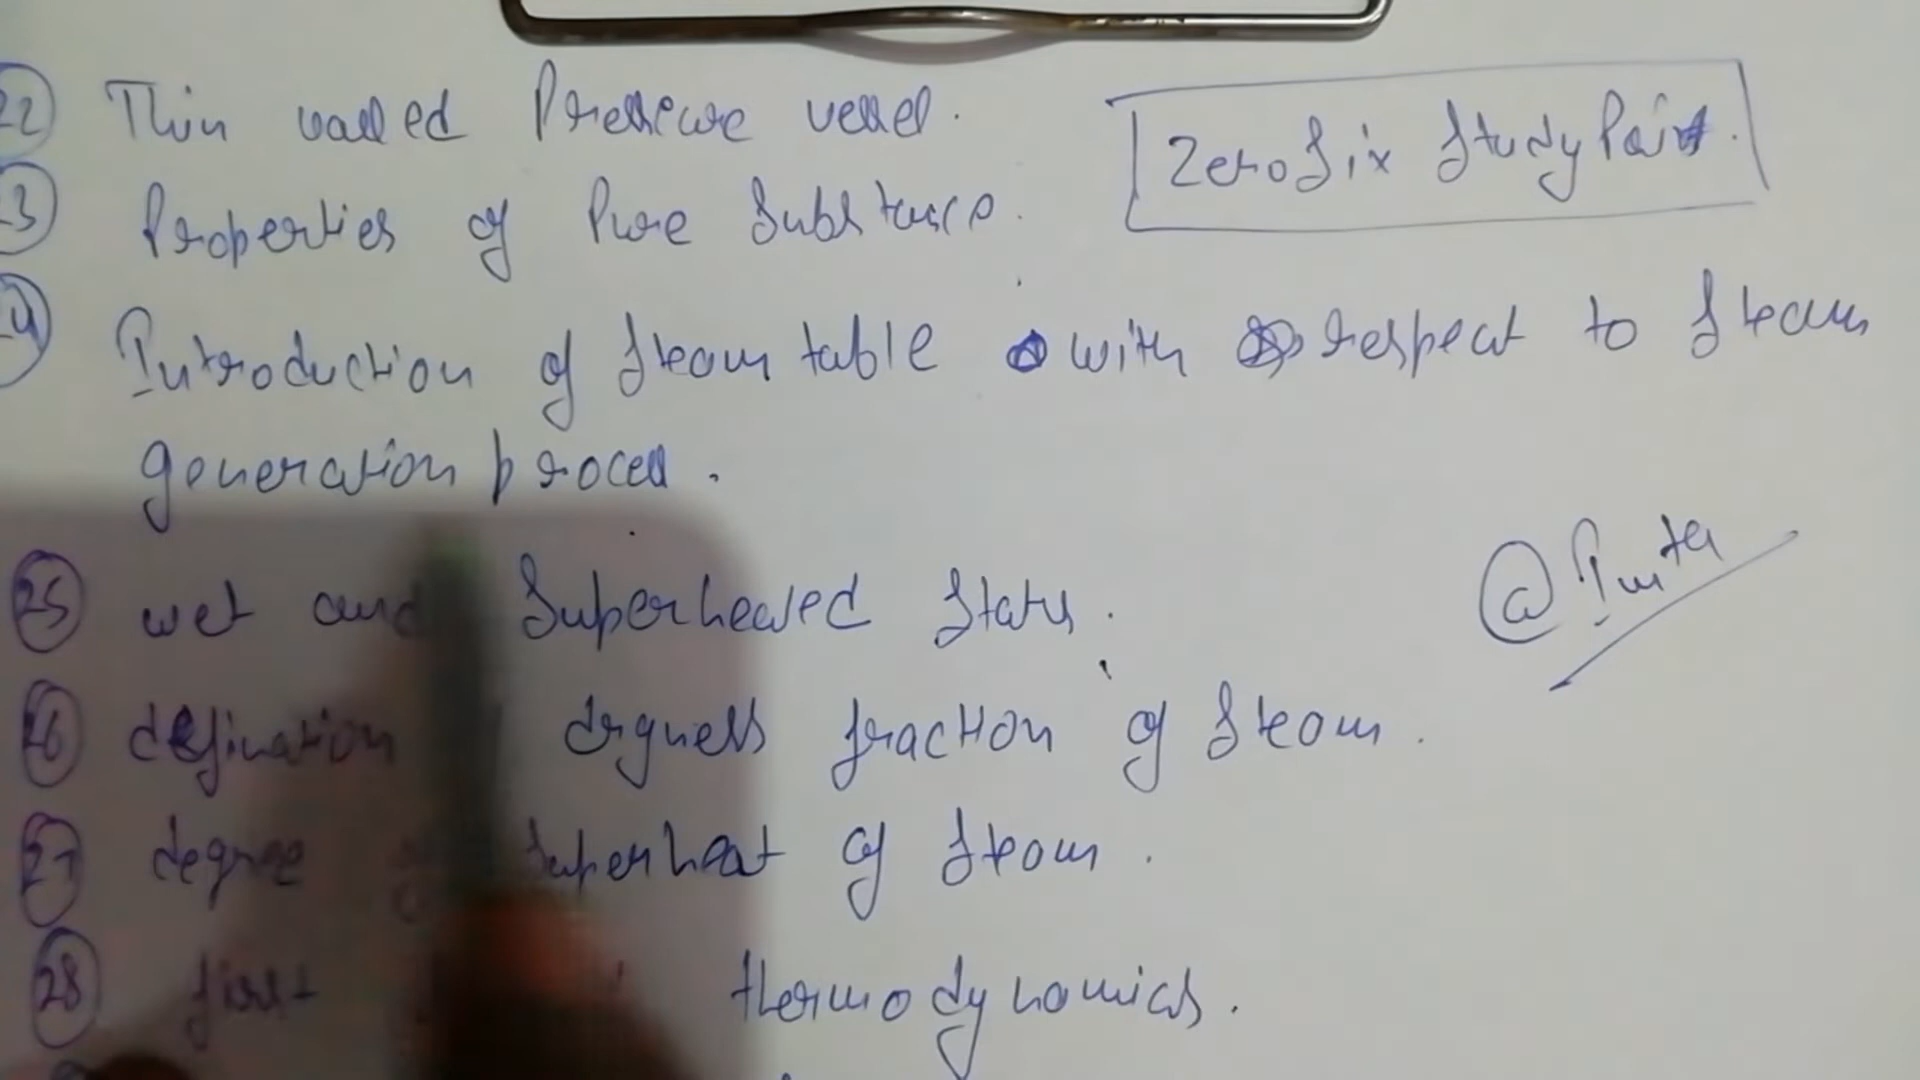 22 Thin walled Pressure vessel.
Zero Six Study Point.
23 Properties of Pure Substance.
24 Introduction of Steam table with respect to Steam
generation process.
25 wet and Superheated States.
@
26 defination dryness fraction of Steam.
27 degree of Superheat of Steam.
28 first thermodynamics.